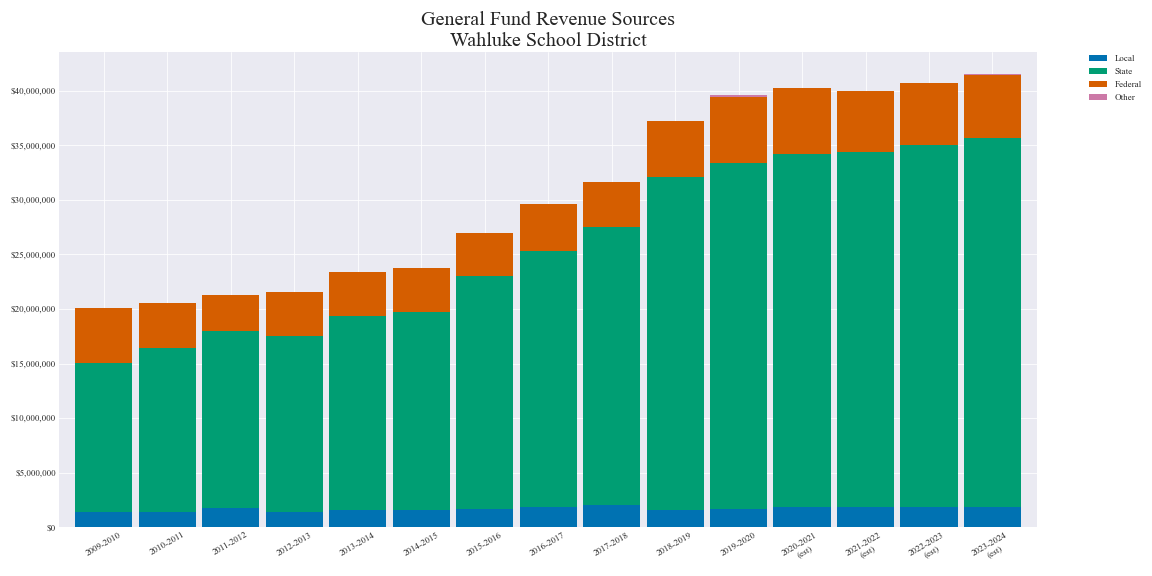 General Fund Revenue Sources
Wahluke School District
Local
State
Federal
Other
$40,000,000
$35,000,000
$30,000,000
$25,000,000
$20,000,000
$15,000,000
$10,000,000
$5,000,000
$0
2009-2010
2010-2011
2011-2012
2012-2013
2013-2014
2014-2015
2015-2016
2016-2017
2017-2018
2018-2019
2019-2020
2020-2021
(est)
2021-2022
(est)
2022-2023
(est)
2023-2024
(est)